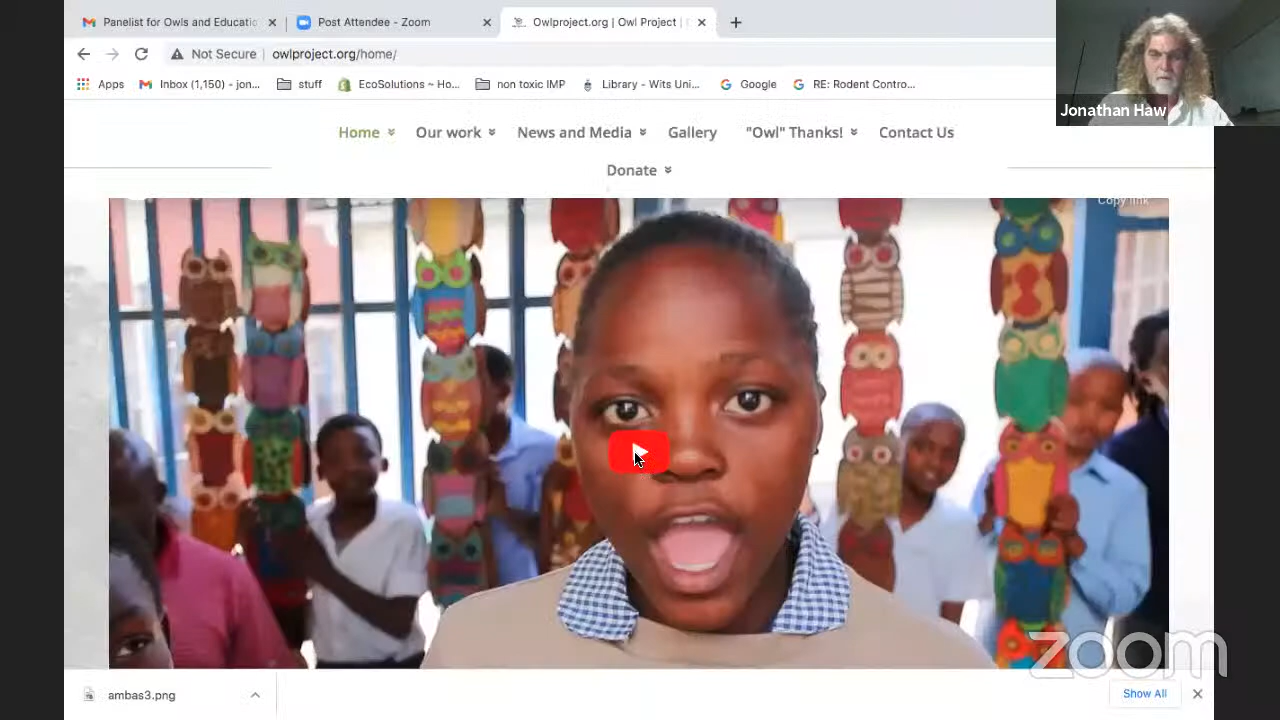 Panelist for Owls and Educatio
Post Attendee - Zoom
Owlproject.org | Owl Project |
Not Secure
owlproject.org/home/
Apps
Inbox (1,150) - jon...
stuff
EcoSolutions ~ Ho...
non toxic IMP
Library - Wits Uni...
Google
RE: Rodent Contro...
Jonathan Haw
Home
Our work
News and Media
Gallery
"Owl" Thanks!
Contact Us
Donate
Copy link
zoom
ambas3.png
Show All